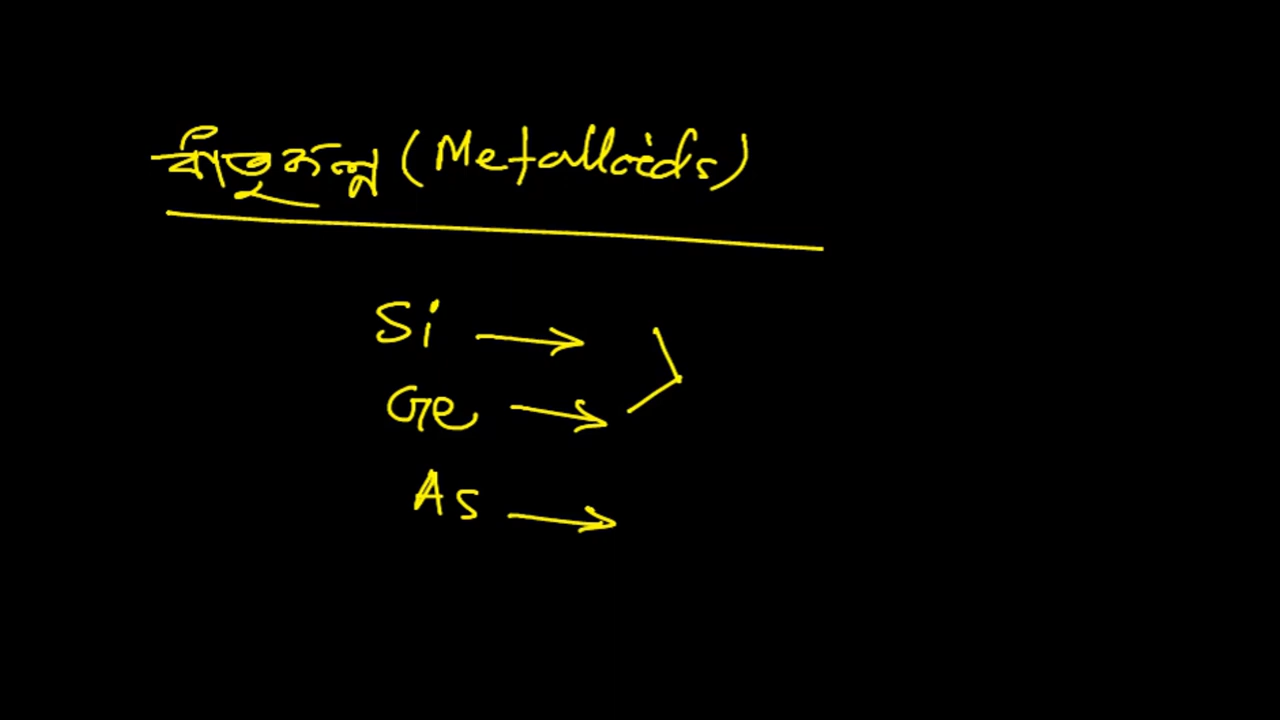 ধাতুকল্প (Metalloids)
Si →
Ge →
As →